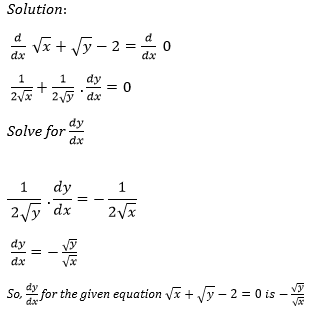 Solution:
d/dx √x + √y − 2 = d/dx 0
1/(2√x) + 1/(2√y) . dy/dx = 0
Solve for dy/dx
1/(2√y) . dy/dx = − 1/(2√x)
dy/dx = − √y/√x
So, dy/dx for the given equation √x + √y − 2 = 0 is − √y/√x